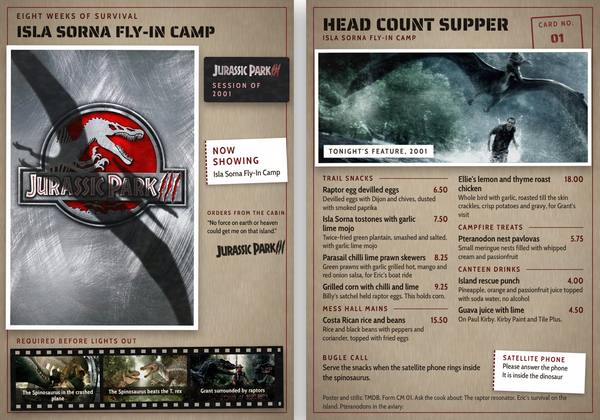 EIGHT WEEKS OF SURVIVAL
ISLA SORNA FLY-IN CAMP
JURASSIC PARK
JURASSIC PARK
SESSION OF
2001
NOW
SHOWING
Isla Sorna Fly-In Camp
ORDERS FROM THE CABIN
"No force on earth or heaven
could get me on that island."
JURASSIC PARK
REQUIRED BEFORE LIGHTS OUT
The Spinosaurus in the crashed
plane
The Spinosaurus beats the T. rex
Grant surrounded by raptors
HEAD COUNT SUPPER
ISLA SORNA FLY-IN CAMP
CARD NO.
01
TONIGHT'S FEATURE, 2001
TRAIL SNACKS
Raptor egg devilled eggs 6.50
Devilled eggs with Dijon and chives, dusted
with smoked paprika
Isla Sorna tostones with garlic 7.50
lime mojo
Twice-fried green plantain, smashed and salted,
with garlic lime mojo
Parasail chilli lime prawn skewers 8.25
Green prawns with garlic grilled hot, mango and
red onion salsa, for Eric's boat ride
Grilled corn with chilli and lime 9.25
Billy's satchel held raptor eggs. This holds corn.
MESS HALL MAINS
Costa Rican rice and beans 15.50
Rice and black beans with peppers and
coriander, topped with fried eggs
Ellie's lemon and thyme roast 18.00
chicken
Whole bird with garlic, roasted till the skin
crackles, crisp potatoes and gravy, for Grant's
visit
CAMPFIRE TREATS
Pteranodon nest pavlovas 5.75
Small meringue nests filled with whipped
cream and passionfruit
CANTEEN DRINKS
Island rescue punch 4.00
Pineapple, orange and passionfruit juice topped
with soda water, no alcohol
Guava juice with lime 4.50
On Paul Kirby. Kirby Paint and Tile Plus.
BUGLE CALL
Serve the snacks when the satellite phone rings inside
the spinosaurus.
SATELLITE PHONE
Please answer the phone
It is inside the dinosaur
Poster and stills: TMDB. Form CM 01. Ask the cook about: The raptor resonator. Eric's survival on the
island. Pteranodons in the aviary.